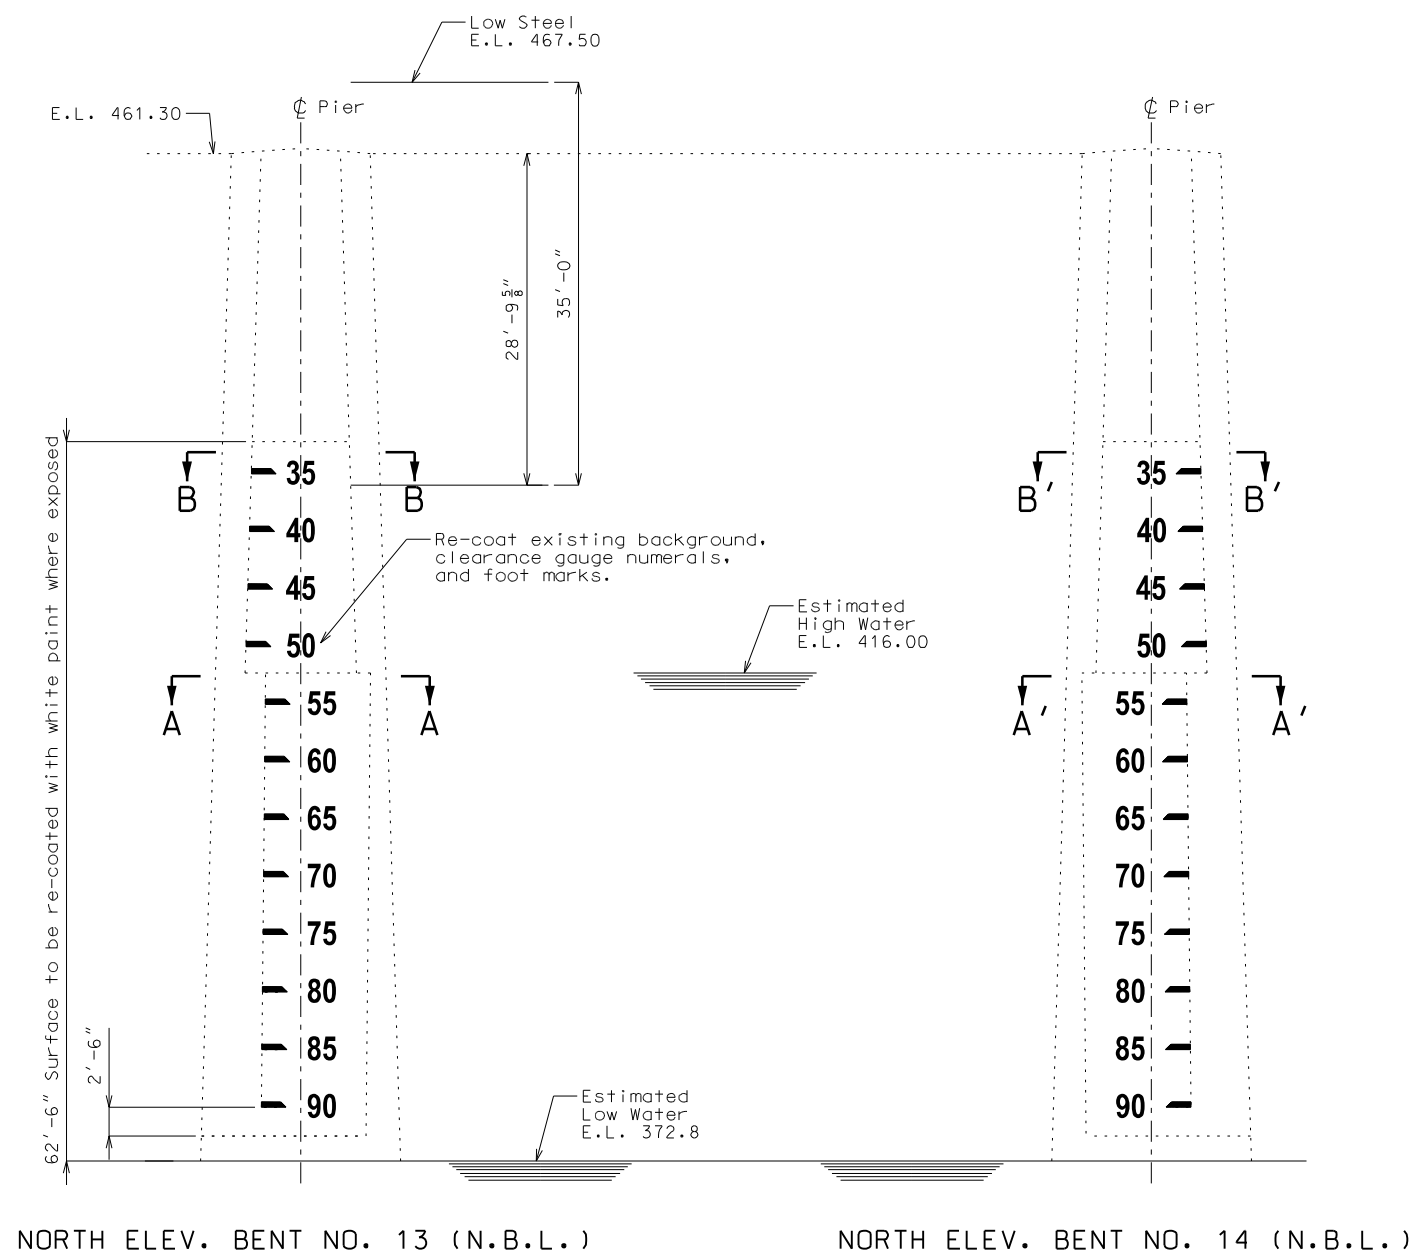 Low Steel
E.L. 467.50
E.L. 461.30
℄ Pier
℄ Pier
28'-9 5/8"
35'-0"
62'-6" Surface to be re-coated with white paint where exposed
B
B
B'
B'
35
40
45
50
35
40
45
50
Re-coat existing background,
clearance gauge numerals,
and foot marks.
Estimated
High Water
E.L. 416.00
A
A
A'
A'
55
60
65
70
75
80
85
90
55
60
65
70
75
80
85
90
2'-6"
Estimated
Low Water
E.L. 372.8
NORTH ELEV. BENT NO. 13 (N.B.L.)
NORTH ELEV. BENT NO. 14 (N.B.L.)